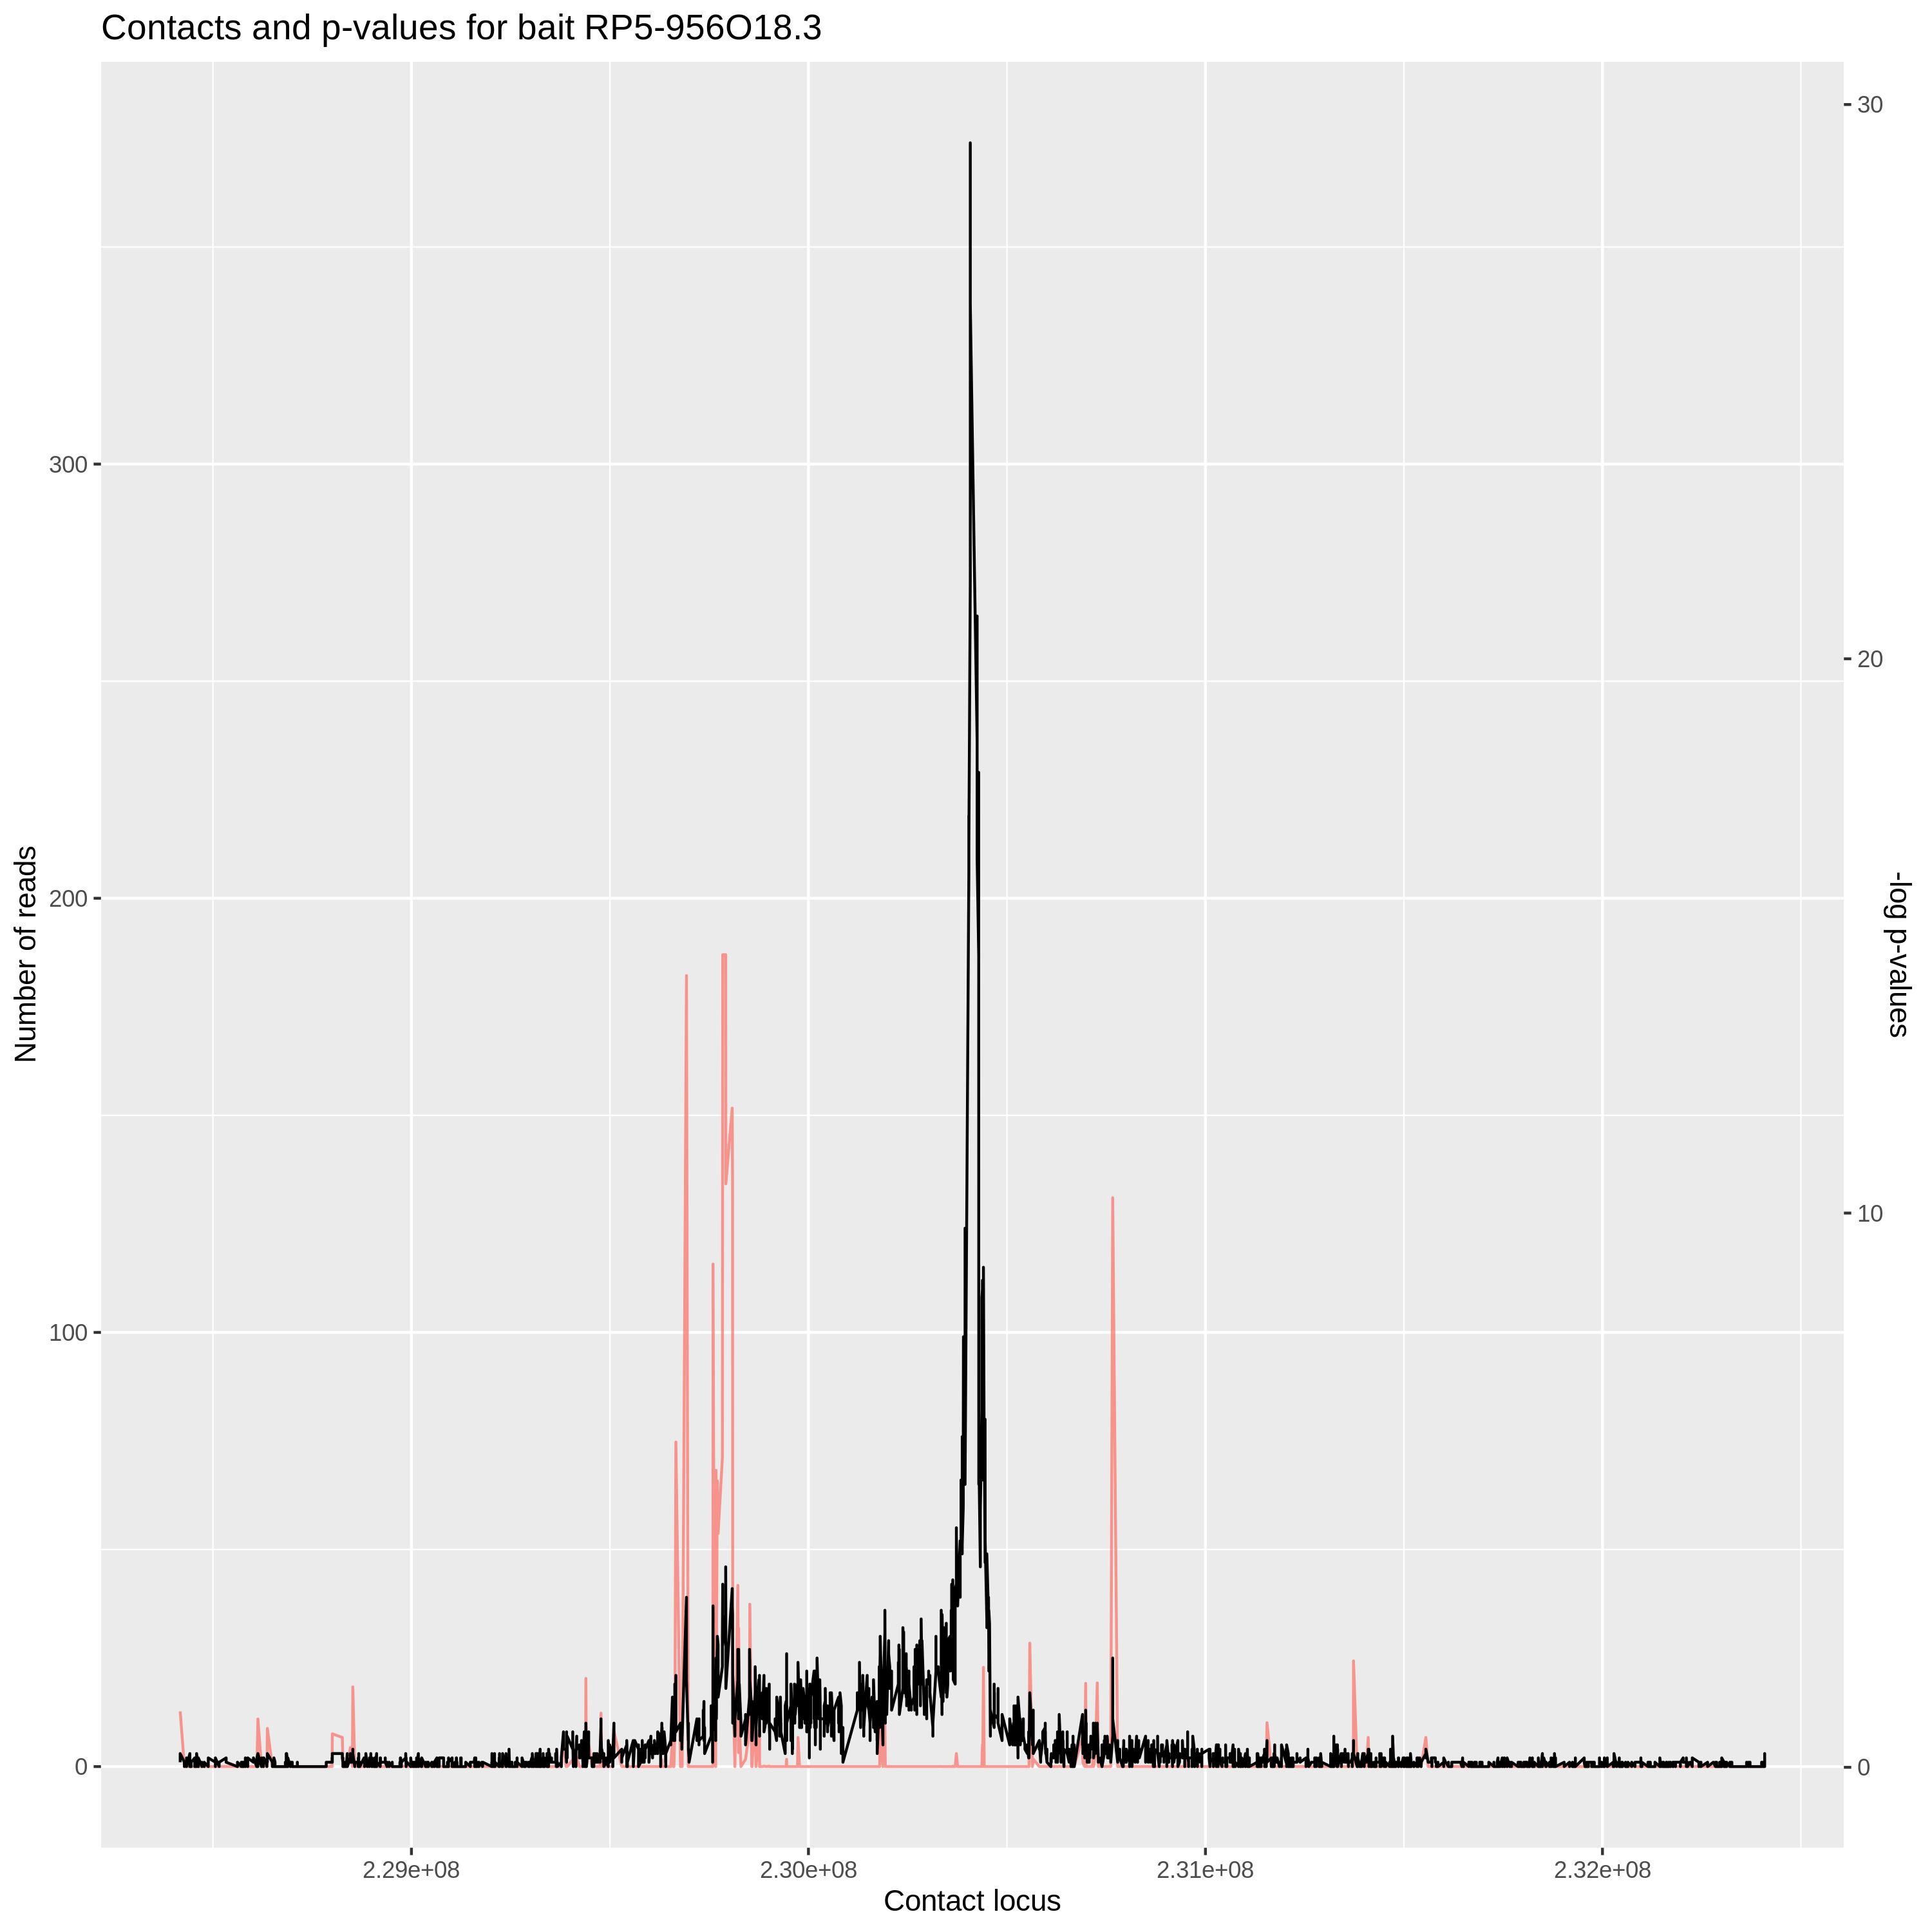 Contacts and p-values for bait RP5-956O18.3
30
300
20
200
Number of reads
-log p-values
10
100
0
0
2.29e+08
2.30e+08
2.31e+08
2.32e+08
Contact locus